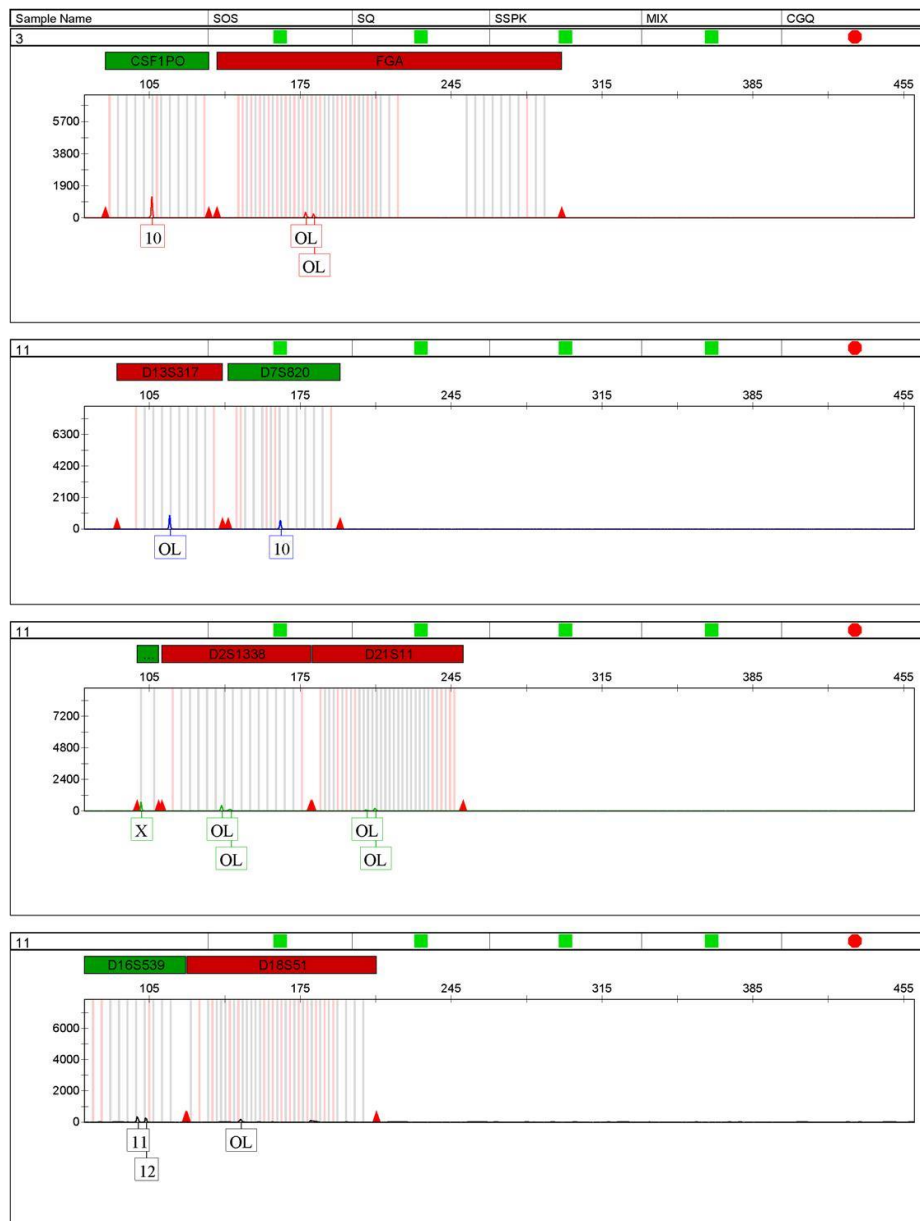 Sample Name SOS SQ SSPK MIX CGQ
3
CSF1PO FGA
105 175 245 315 385 455
5700
3800
1900
0
10 OL
OL
11
D13S317 D7S820
105 175 245 315 385 455
6300
4200
2100
0
OL 10
11
... D2S1338 D21S11
105 175 245 315 385 455
7200
4800
2400
0
X OL OL
OL OL
11
D16S539 D18S51
105 175 245 315 385 455
6000
4000
2000
0
11 OL
12